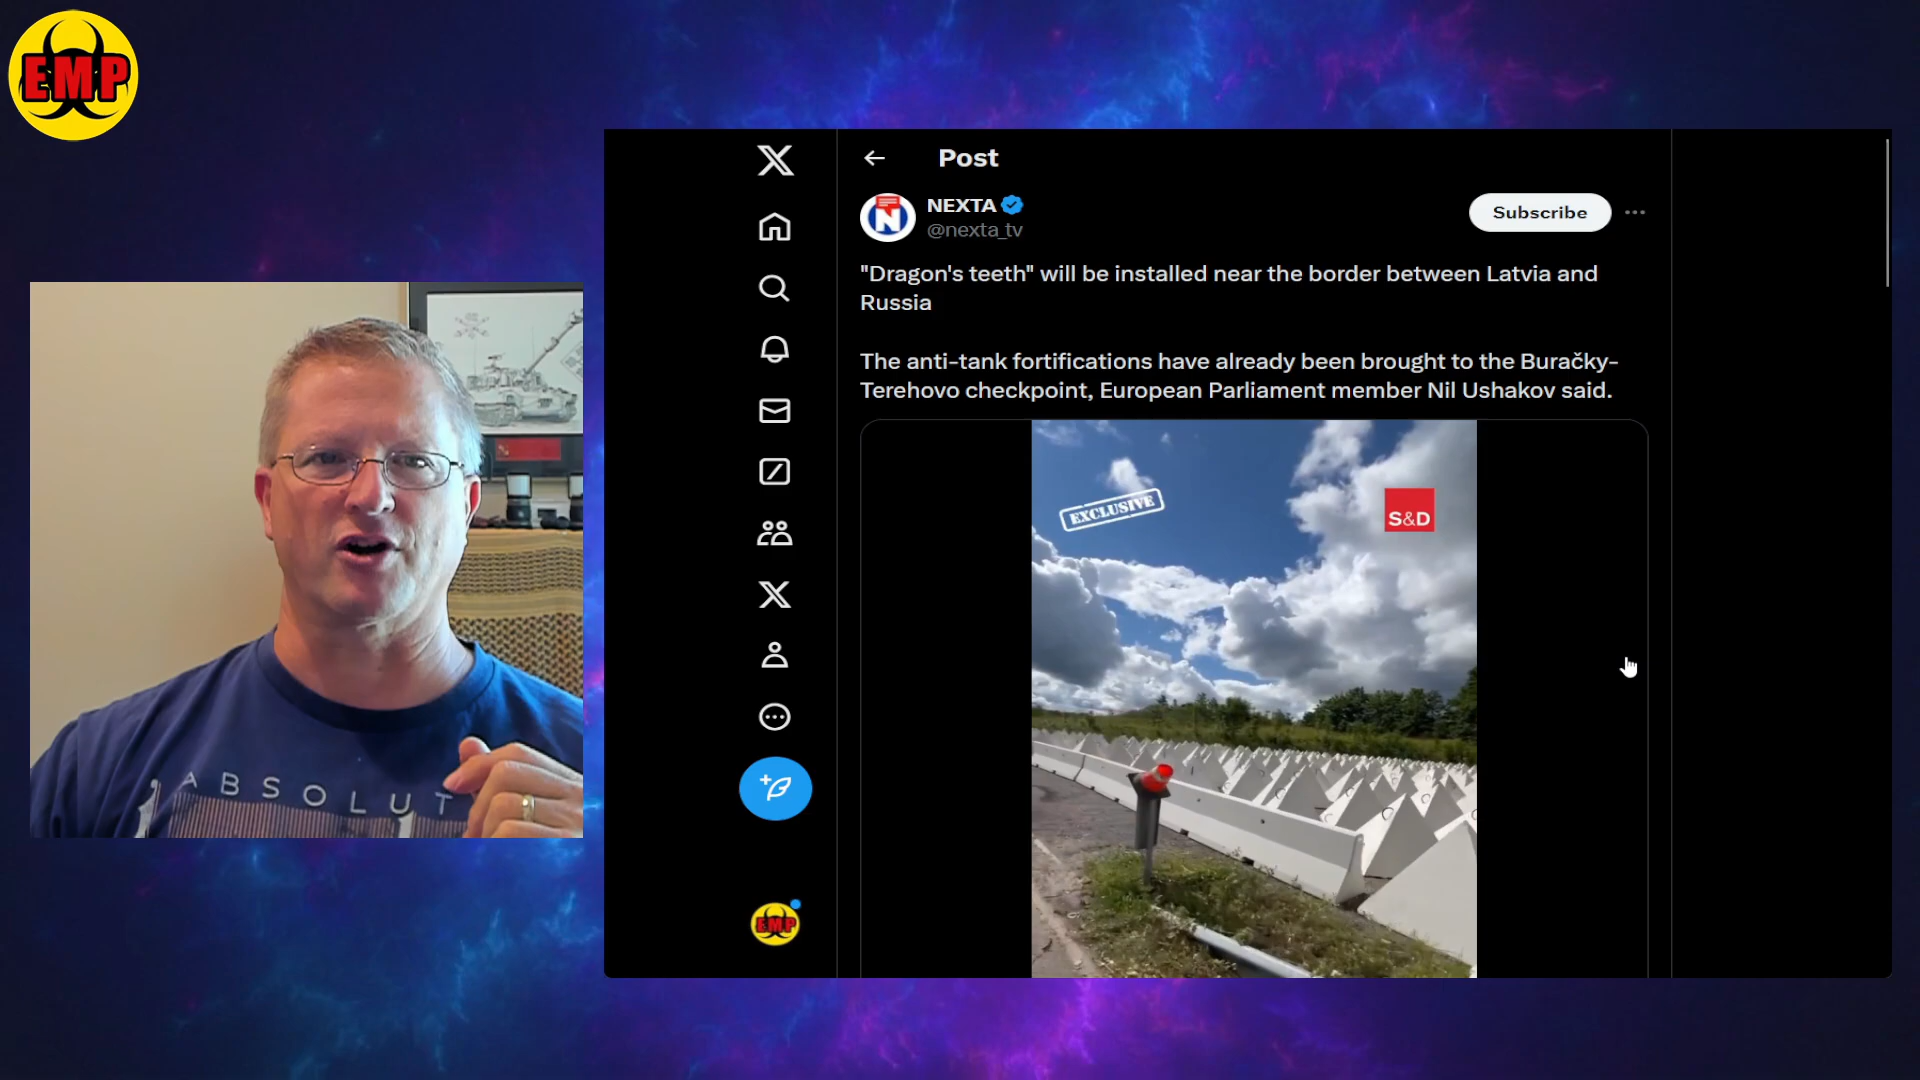 EMP
Post
NEXTA
@nexta_tv
Subscribe
"Dragon's teeth" will be installed near the border between Latvia and
Russia
The anti-tank fortifications have already been brought to the Buračky-
Terehovo checkpoint, European Parliament member Nil Ushakov said.
EXCLUSIVE
S&D
ABSOLUT
EMP